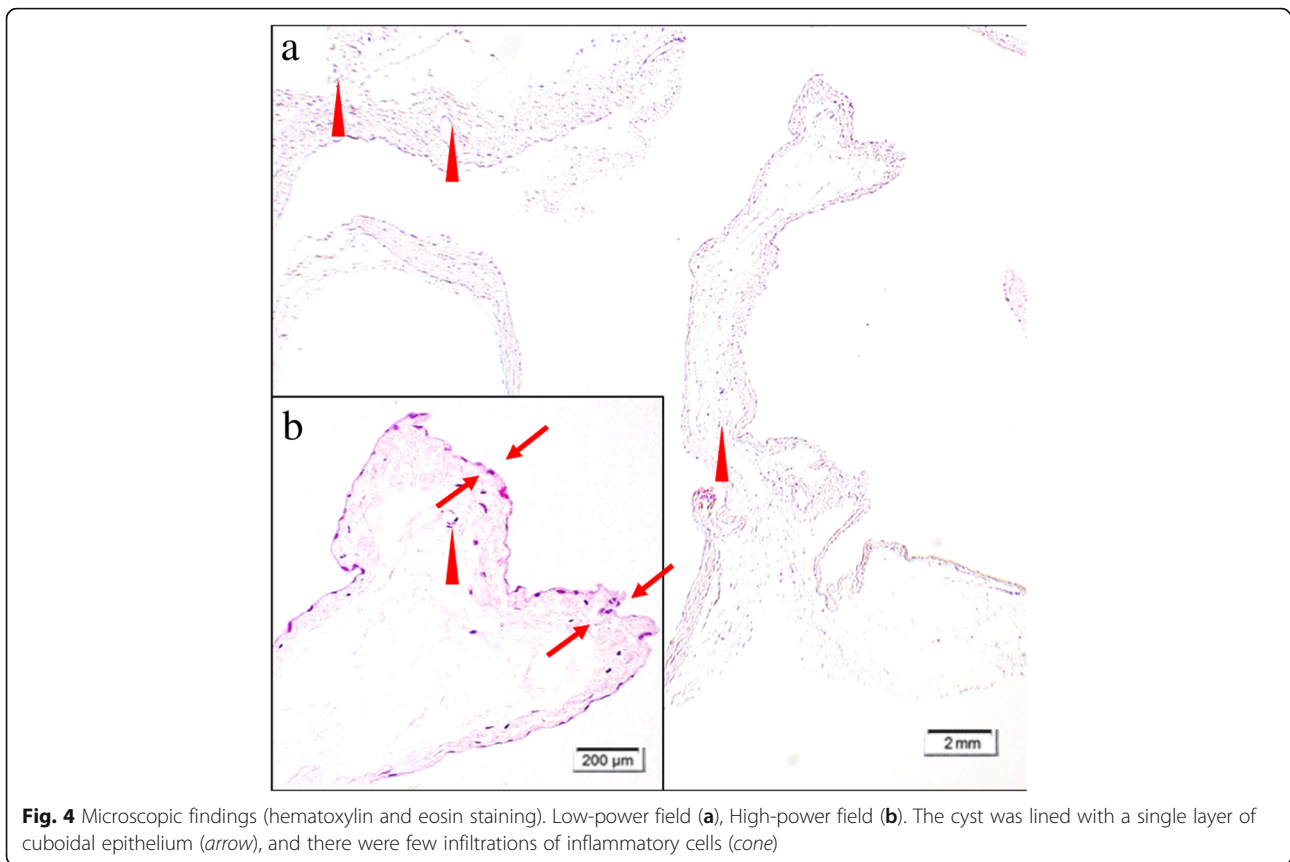 a
b
200 μm
2 mm
Fig. 4 Microscopic findings (hematoxylin and eosin staining). Low-power field (a), High-power field (b). The cyst was lined with a single layer of
cuboidal epithelium (arrow), and there were few infiltrations of inflammatory cells (cone)